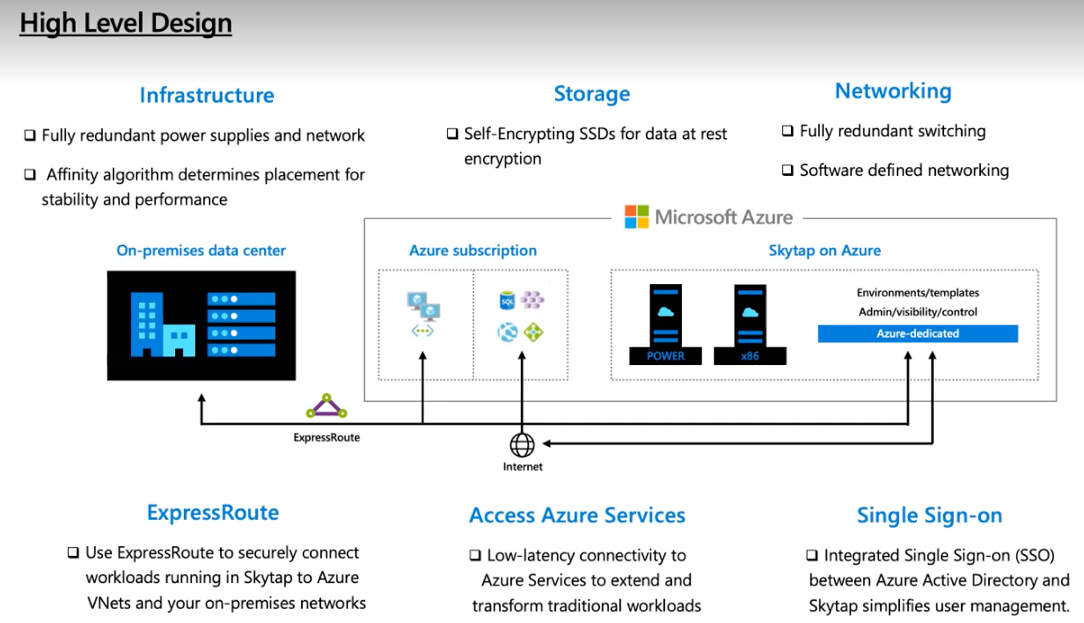 High Level Design
Infrastructure
❑ Fully redundant power supplies and network
❑ Affinity algorithm determines placement for
stability and performance
Storage
❑ Self-Encrypting SSDs for data at rest
encryption
Networking
❑ Fully redundant switching
❑ Software defined networking
Microsoft Azure
On-premises data center
Azure subscription
Skytap on Azure
SQL
POWER
x86
Environments/templates
Admin/visibility/control
Azure-dedicated
ExpressRoute
Internet
ExpressRoute
❑ Use ExpressRoute to securely connect
workloads running in Skytap to Azure
VNets and your on-premises networks
Access Azure Services
❑ Low-latency connectivity to
Azure Services to extend and
transform traditional workloads
Single Sign-on
❑ Integrated Single Sign-on (SSO)
between Azure Active Directory and
Skytap simplifies user management.